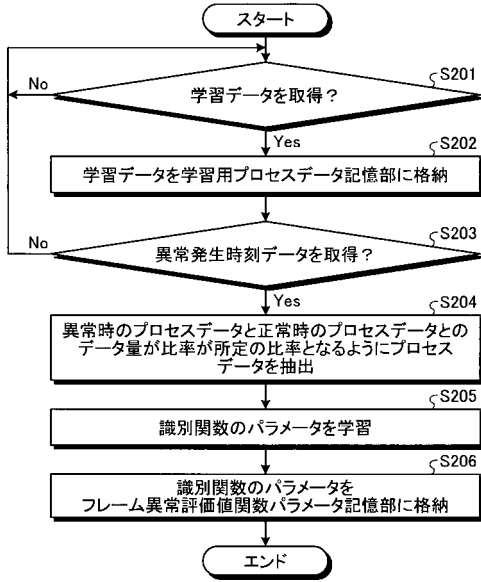 スタート
S201
No
学習データを取得？
Yes
S202
学習データを学習用プロセスデータ記憶部に格納
S203
No
異常発生時刻データを取得？
Yes
S204
異常時のプロセスデータと正常時のプロセスデータとの
データ量が比率が所定の比率となるようにプロセス
データを抽出
S205
識別関数のパラメータを学習
S206
識別関数のパラメータを
フレーム異常評価値関数パラメータ記憶部に格納
エンド